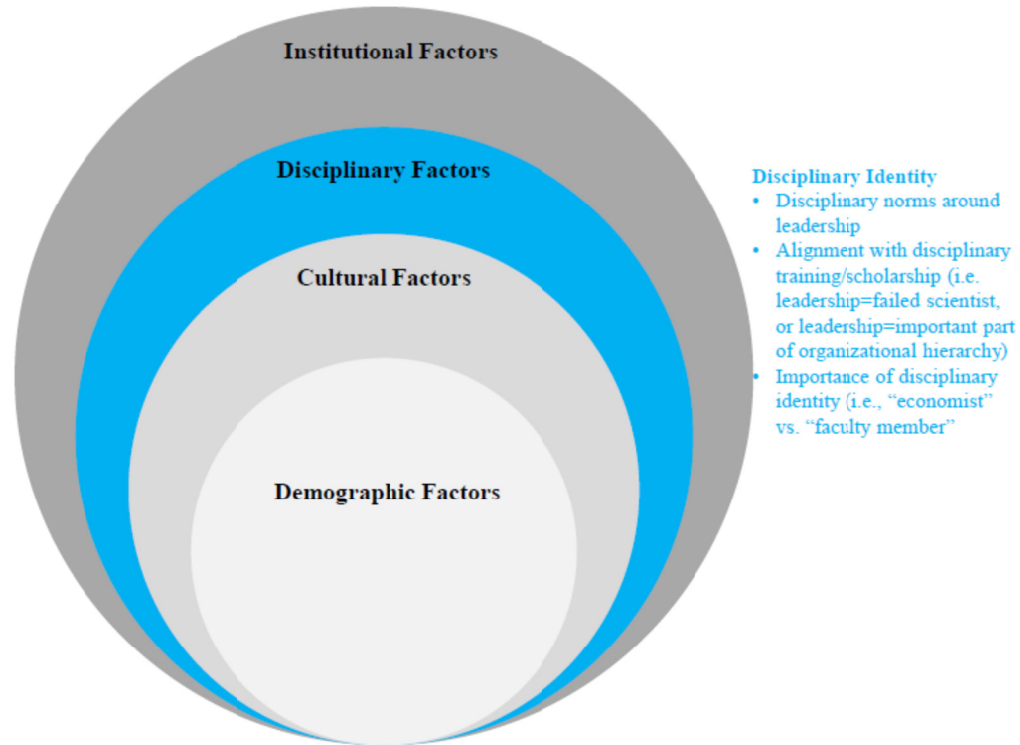 Institutional Factors
Disciplinary Factors
Cultural Factors
Demographic Factors
Disciplinary Identity
• Disciplinary norms around
leadership
• Alignment with disciplinary
training/scholarship (i.e.
leadership=failed scientist,
or leadership=important part
of organizational hierarchy)
• Importance of disciplinary
identity (i.e., “economist”
vs. “faculty member”